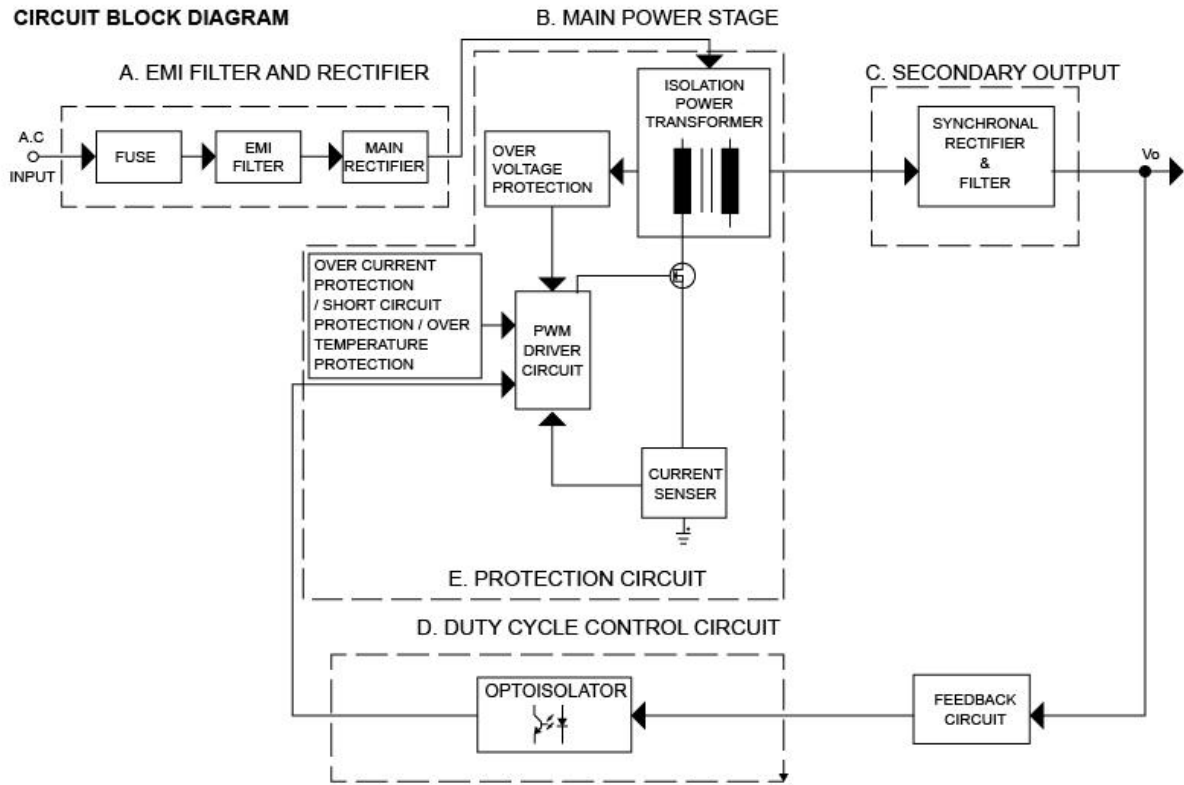 CIRCUIT BLOCK DIAGRAM
B. MAIN POWER STAGE
A. EMI FILTER AND RECTIFIER
C. SECONDARY OUTPUT
A.C
INPUT
FUSE
EMI
FILTER
MAIN
RECTIFIER
OVER
VOLTAGE
PROTECTION
ISOLATION
POWER
TRANSFORMER
SYNCHRONAL
RECTIFIER
&
FILTER
Vo
OVER CURRENT
PROTECTION
/ SHORT CIRCUIT
PROTECTION / OVER
TEMPERATURE
PROTECTION
PWM
DRIVER
CIRCUIT
CURRENT
SENSER
E. PROTECTION CIRCUIT
D. DUTY CYCLE CONTROL CIRCUIT
OPTOISOLATOR
FEEDBACK
CIRCUIT